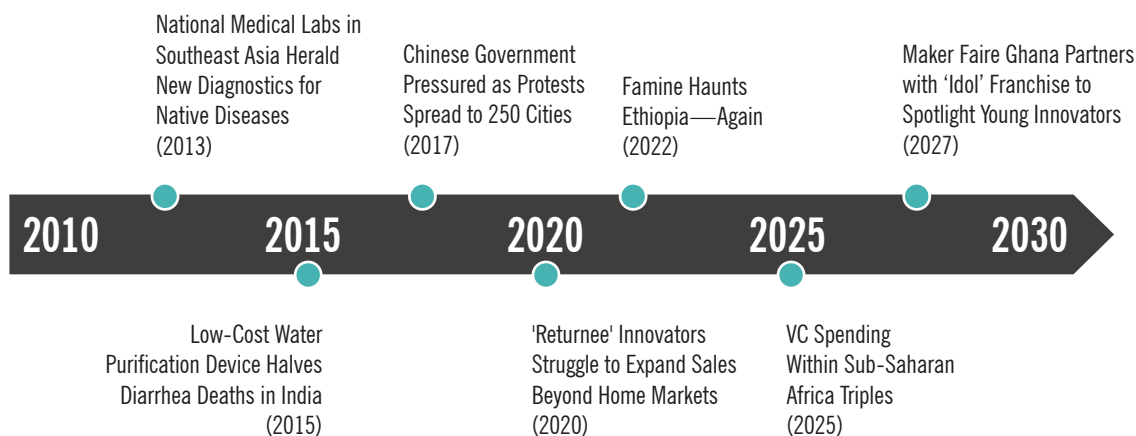 National Medical Labs in
Southeast Asia Herald
New Diagnostics for
Native Diseases
(2013)
Chinese Government
Pressured as Protests
Spread to 250 Cities
(2017)
Famine Haunts
Ethiopia—Again
(2022)
Maker Faire Ghana Partners
with ‘Idol’ Franchise to
Spotlight Young Innovators
(2027)
2010 2015 2020 2025 2030
Low-Cost Water
Purification Device Halves
Diarrhea Deaths in India
(2015)
'Returnee' Innovators
Struggle to Expand Sales
Beyond Home Markets
(2020)
VC Spending
Within Sub-Saharan
Africa Triples
(2025)